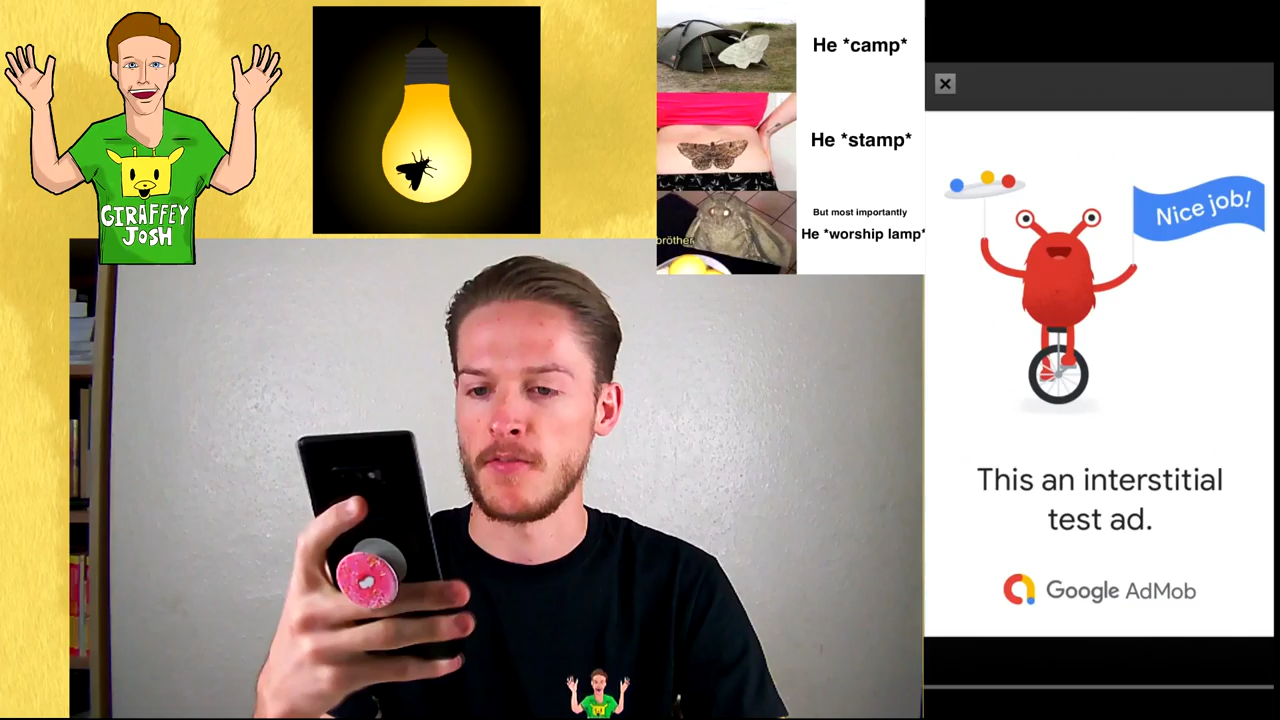 GIRAFFEY
JOSH
He *camp*
He *stamp*
But most importantly
He *worship lamp*
bröther
Nice job!
This an interstitial
test ad.
Google AdMob